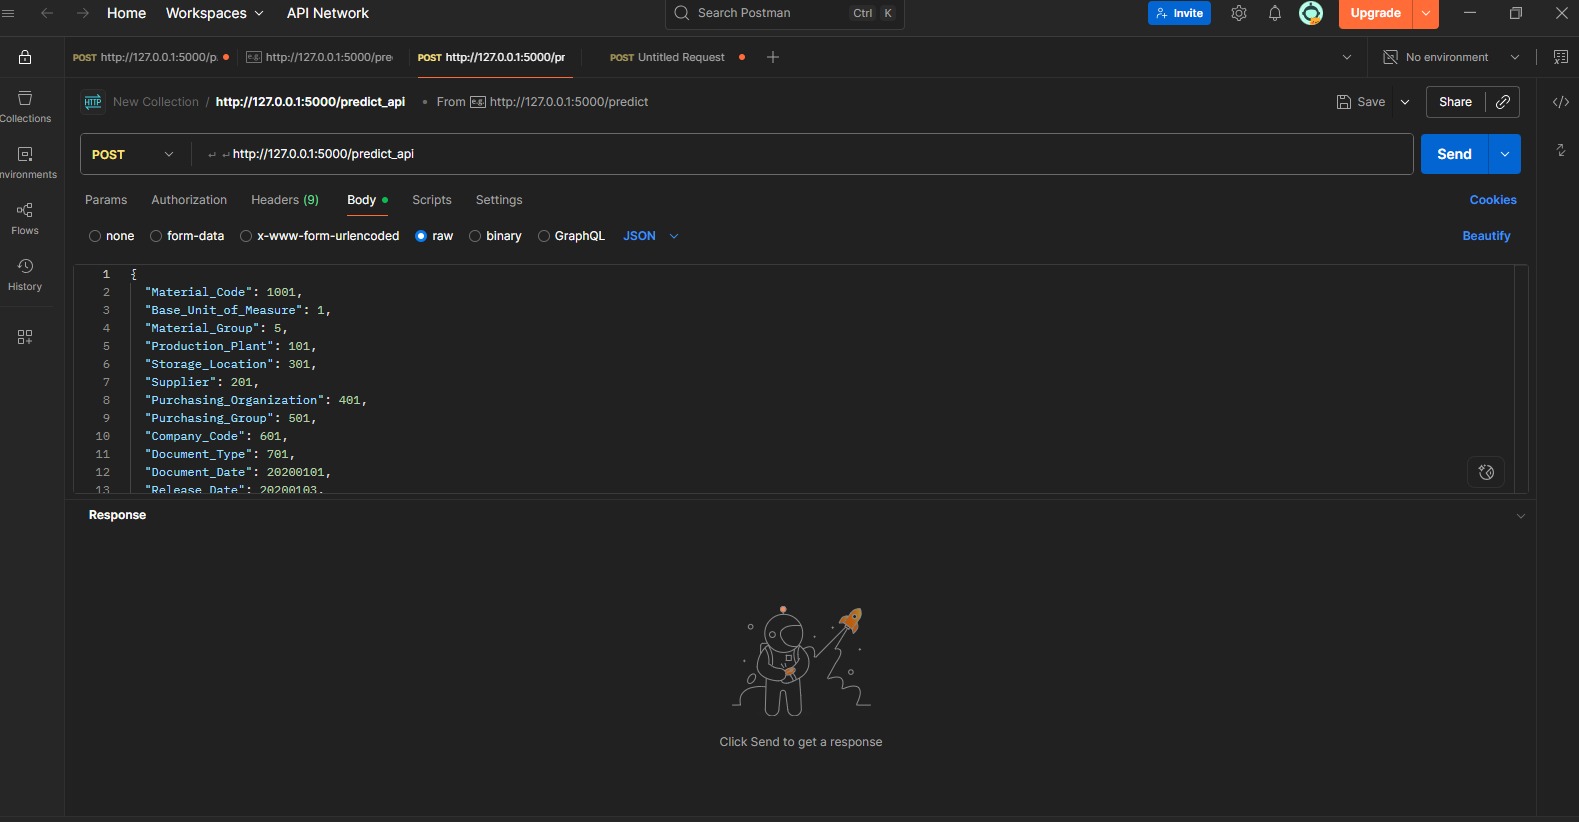 Home Workspaces API Network Search Postman Ctrl K Invite Upgrade
POST http://127.0.0.1:5000/p. e.g. http://127.0.0.1:5000/pre POST http://127.0.0.1:5000/pr POST Untitled Request + No environment
HTTP New Collection / http://127.0.0.1:5000/predict_api • From e.g. http://127.0.0.1:5000/predict Save Share
Collections
POST ↵ ↵ http://127.0.0.1:5000/predict_api Send
nvironments
Params Authorization Headers (9) Body Scripts Settings Cookies
Flows
none form-data x-www-form-urlencoded raw binary GraphQL JSON Beautify
History
1 {
2 "Material_Code": 1001,
3 "Base_Unit_of_Measure": 1,
4 "Material_Group": 5,
5 "Production_Plant": 101,
6 "Storage_Location": 301,
7 "Supplier": 201,
8 "Purchasing_Organization": 401,
9 "Purchasing_Group": 501,
10 "Company_Code": 601,
11 "Document_Type": 701,
12 "Document_Date": 20200101,
13 "Release_Date": 20200103,
Response
Click Send to get a response